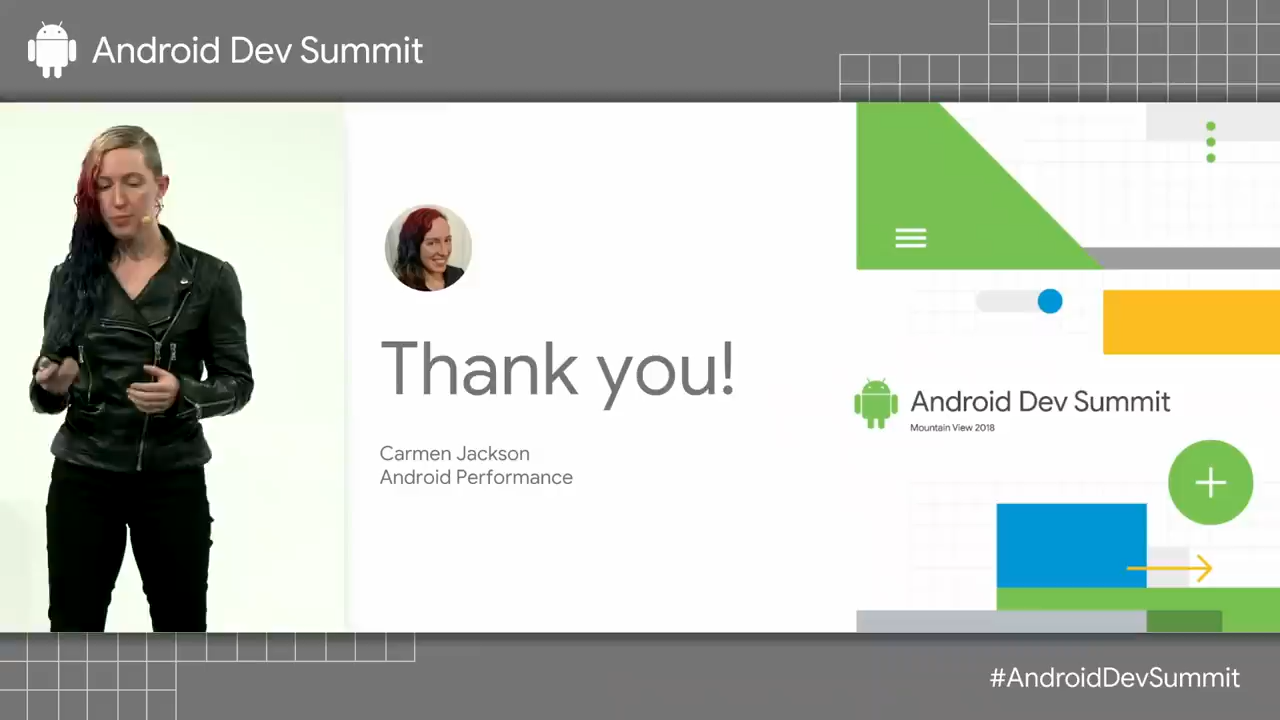 Android Dev Summit
Thank you!
Carmen Jackson
Android Performance
Android Dev Summit
Mountain View 2018
#AndroidDevSummit